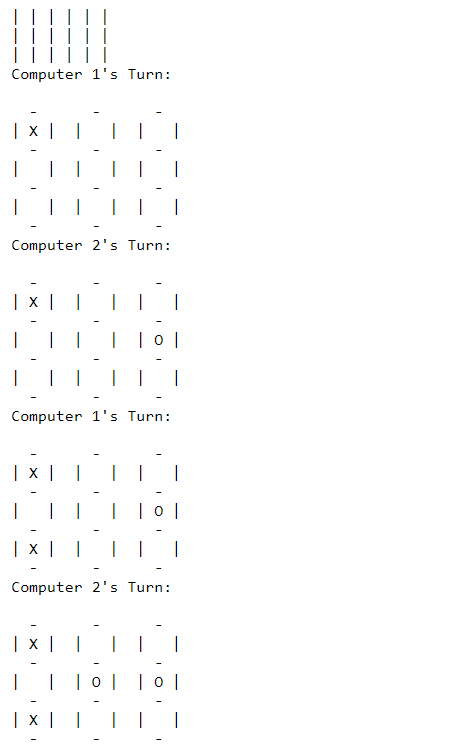 | | | | | |
| | | | | |
| | | | | |
Computer 1's Turn:
  -      -      -
| X |  |   |  |   |
  -      -      -
|   |  |   |  |   |
  -      -      -
|   |  |   |  |   |
  -      -      -
Computer 2's Turn:
  -      -      -
| X |  |   |  |   |
  -      -      -
|   |  |   |  | O |
  -      -      -
|   |  |   |  |   |
  -      -      -
Computer 1's Turn:
  -      -      -
| X |  |   |  |   |
  -      -      -
|   |  |   |  | O |
  -      -      -
| X |  |   |  |   |
  -      -      -
Computer 2's Turn:
  -      -      -
| X |  |   |  |   |
  -      -      -
|   |  | O |  | O |
  -      -      -
| X |  |   |  |   |
  -      -      -